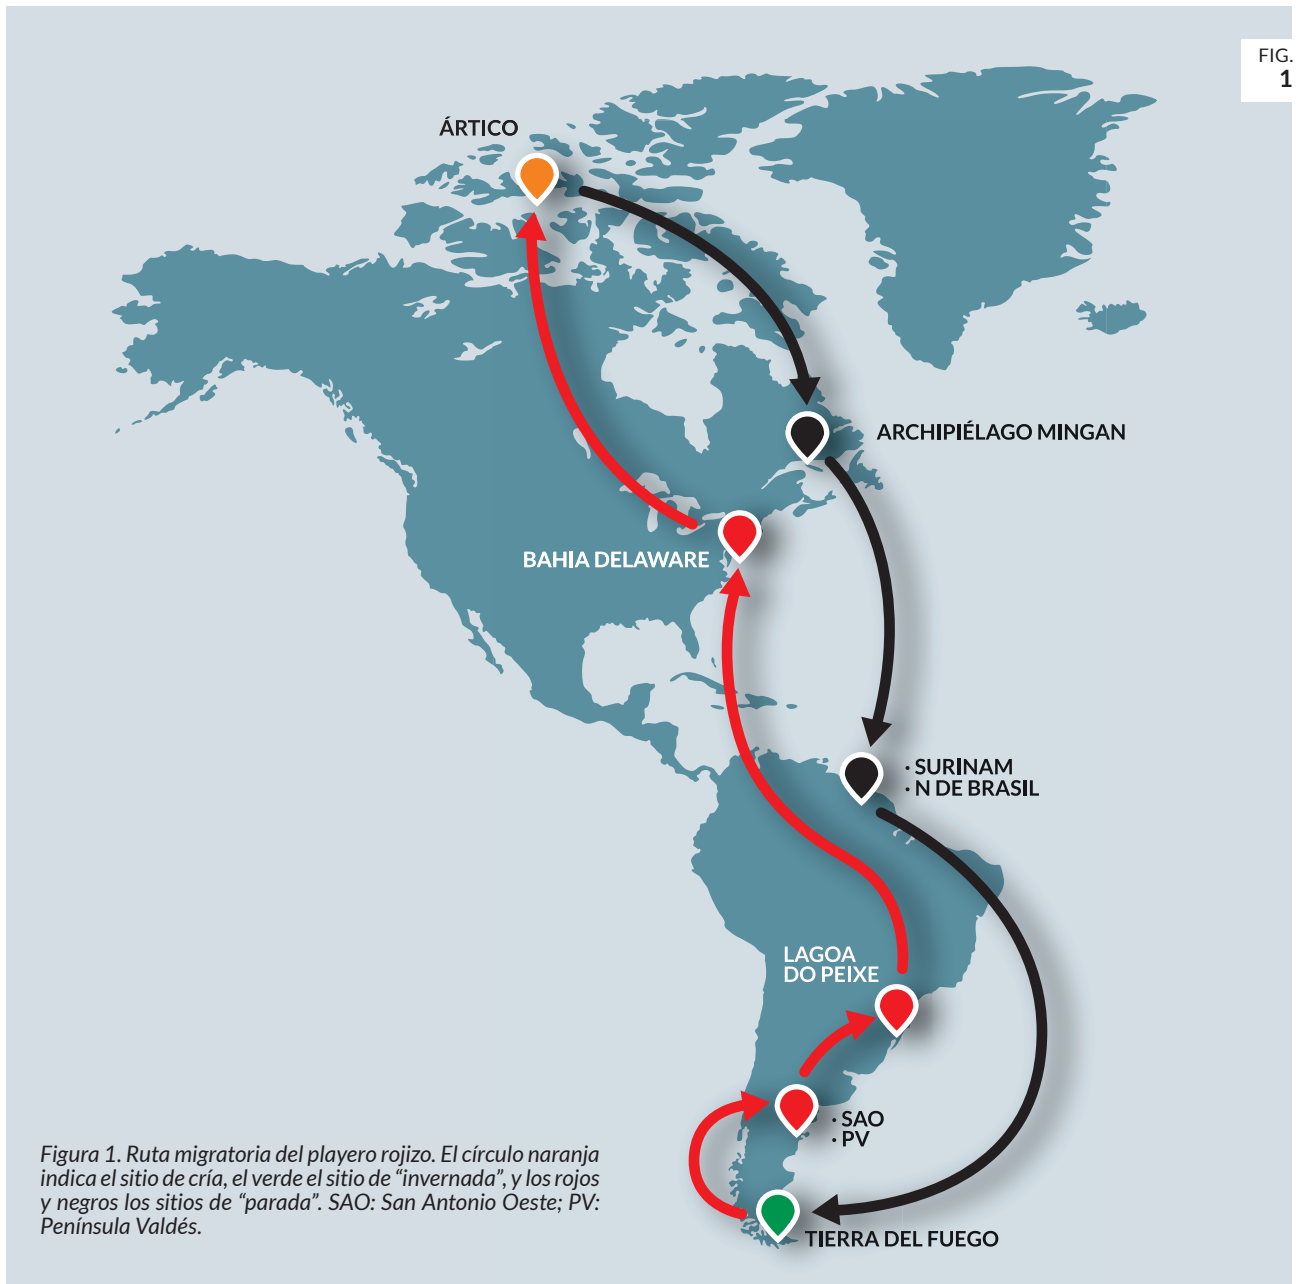 FIG.
1
ÁRTICO
ARCHIPIÉLAGO MINGAN
BAHIA DELAWARE
· SURINAM
· N DE BRASIL
LAGOA
DO PEIXE
· SAO
· PV
TIERRA DEL FUEGO
Figura 1. Ruta migratoria del playero rojizo. El círculo naranja
indica el sitio de cría, el verde el sitio de “invernada”, y los rojos
y negros los sitios de “parada”. SAO: San Antonio Oeste; PV:
Península Valdés.